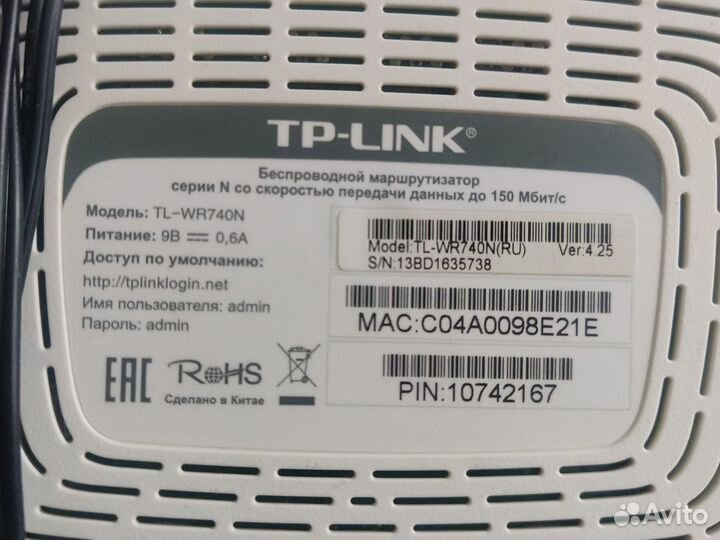 TP-LINK®
Беспроводной маршрутизатор
серии N со скоростью передачи данных до 150 Мбит/с
Модель: TL-WR740N
Питание: 9В ⎓ 0,6А
Доступ по умолчанию:
http://tplinklogin.net
Имя пользователя: admin
Пароль: admin
EAC
RoHS
Сделано в Китае
Model:TL-WR740N(RU) Ver:4.25
S/N:13BD1635738
MAC:C04A0098E21E
PIN:10742167
Avito